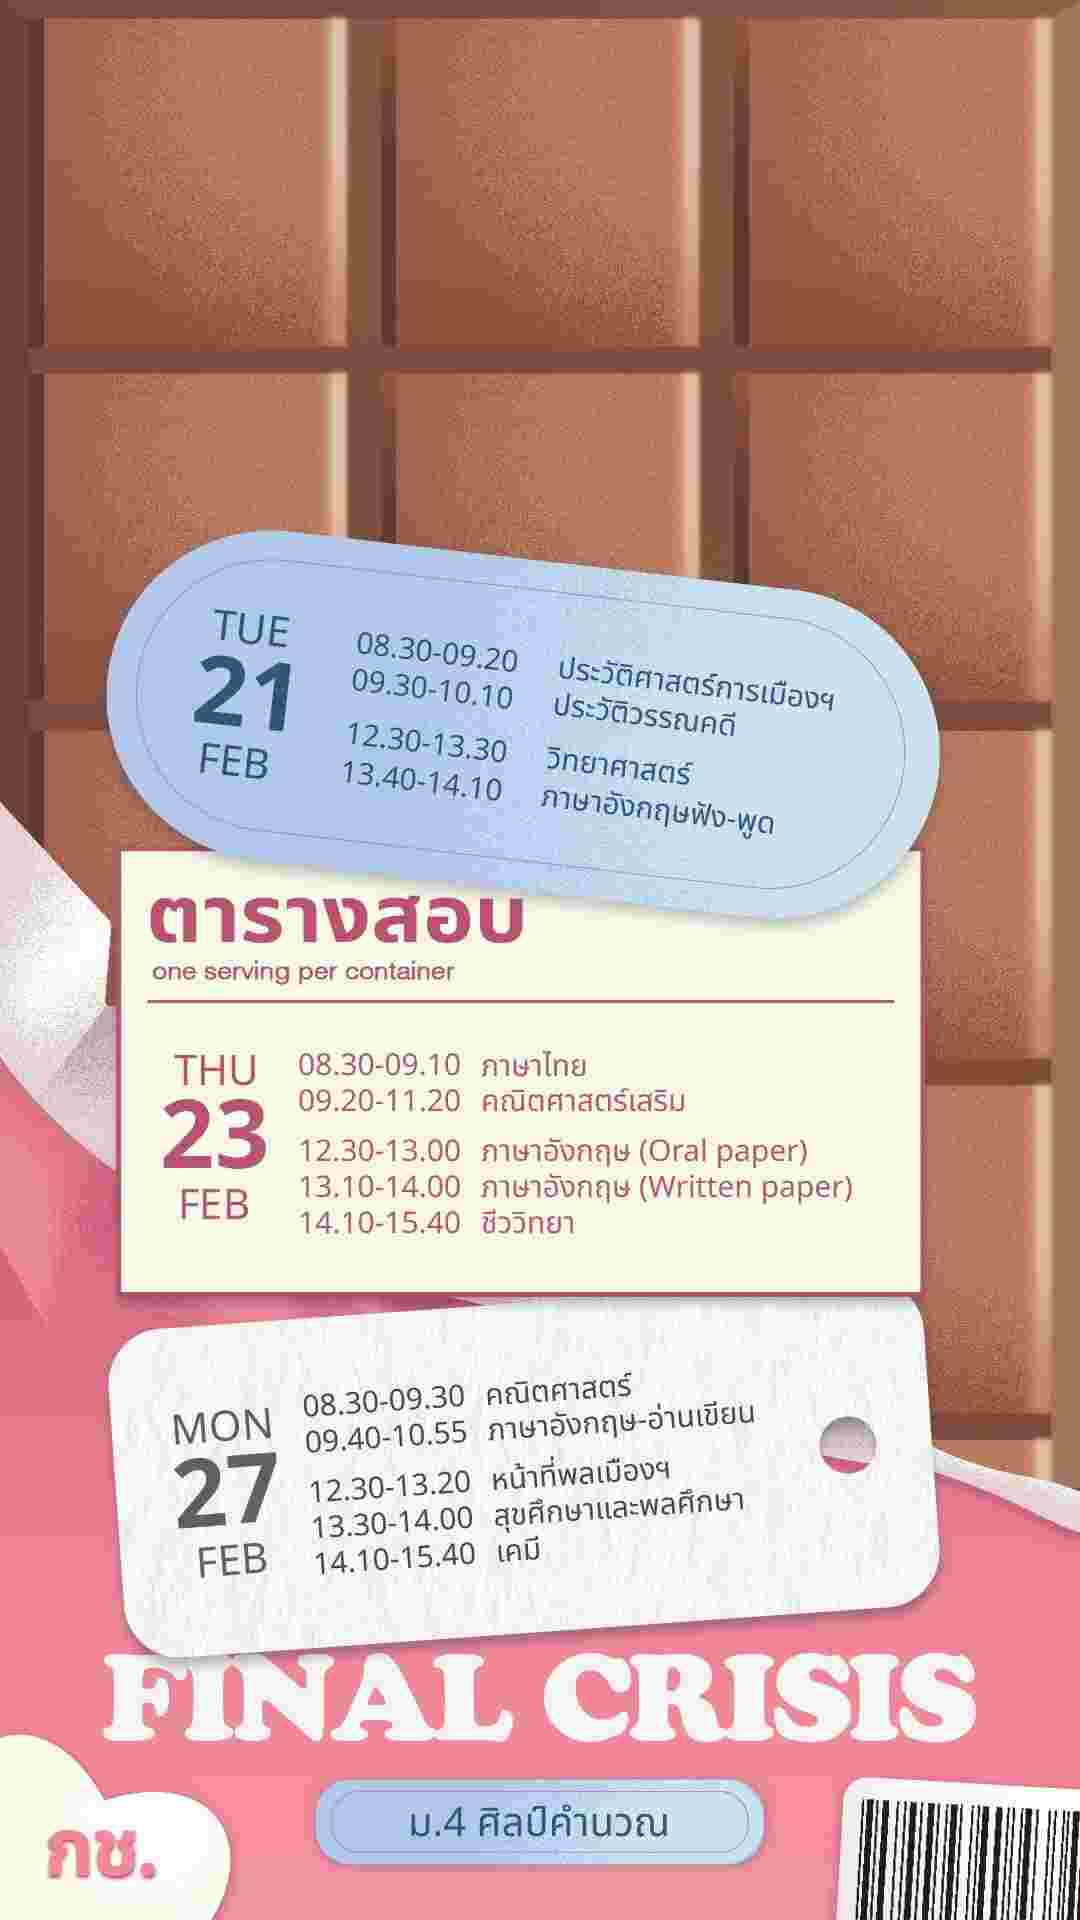 TUE
21
FEB
08.30-09.20 ประวัติศาสตร์การเมืองฯ
09.30-10.10 ประวัติวรรณคดี
12.30-13.30 วิทยาศาสตร์
13.40-14.10 ภาษาอังกฤษฟัง-พูด
ตารางสอบ
one serving per container
THU
23
FEB
08.30-09.10 ภาษาไทย
09.20-11.20 คณิตศาสตร์เสริม
12.30-13.00 ภาษาอังกฤษ (Oral paper)
13.10-14.00 ภาษาอังกฤษ (Written paper)
14.10-15.40 ชีววิทยา
MON
27
FEB
08.30-09.30 คณิตศาสตร์
09.40-10.55 ภาษาอังกฤษ-อ่านเขียน
12.30-13.20 หน้าที่พลเมืองฯ
13.30-14.00 สุขศึกษาและพลศึกษา
14.10-15.40 เคมี
FINAL CRISIS
ม.4 ศิลป์คำนวณ
กช.